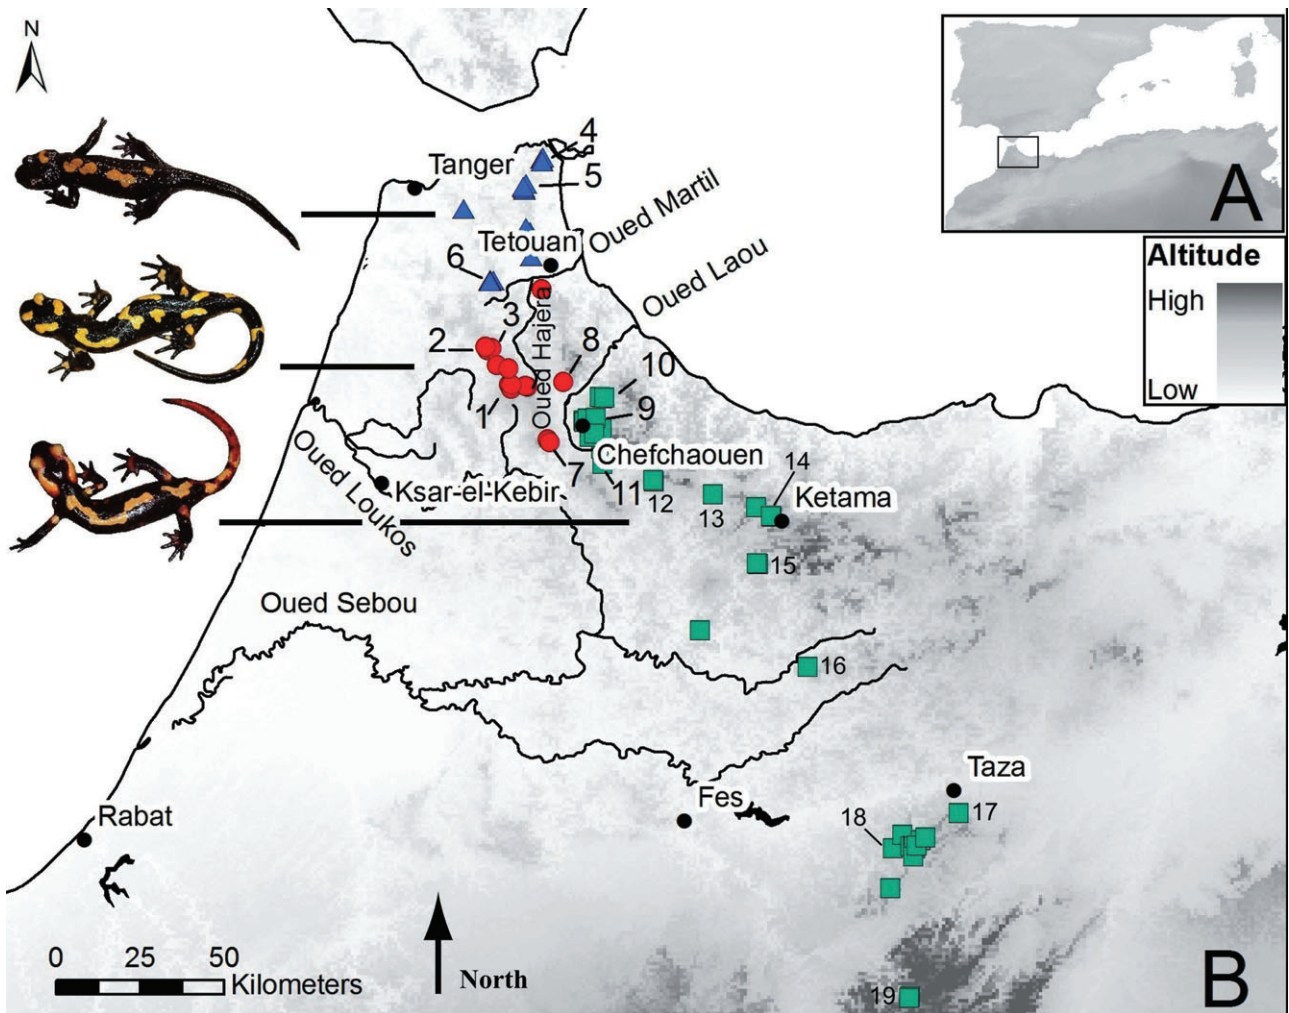 N
A
Altitude
High
Low
4
Tanger
5
Oued Martil
Tetouan
6
Oued Laou
Oued Hajera
3
2
8
10
1
9
Chefchaouen
7
11
12
14
Ketama
13
Ksar-el-Kebir
Oued Loukos
15
Oued Sebou
16
Taza
17
Fes
18
Rabat
0 25 50
Kilometers
North
19
B